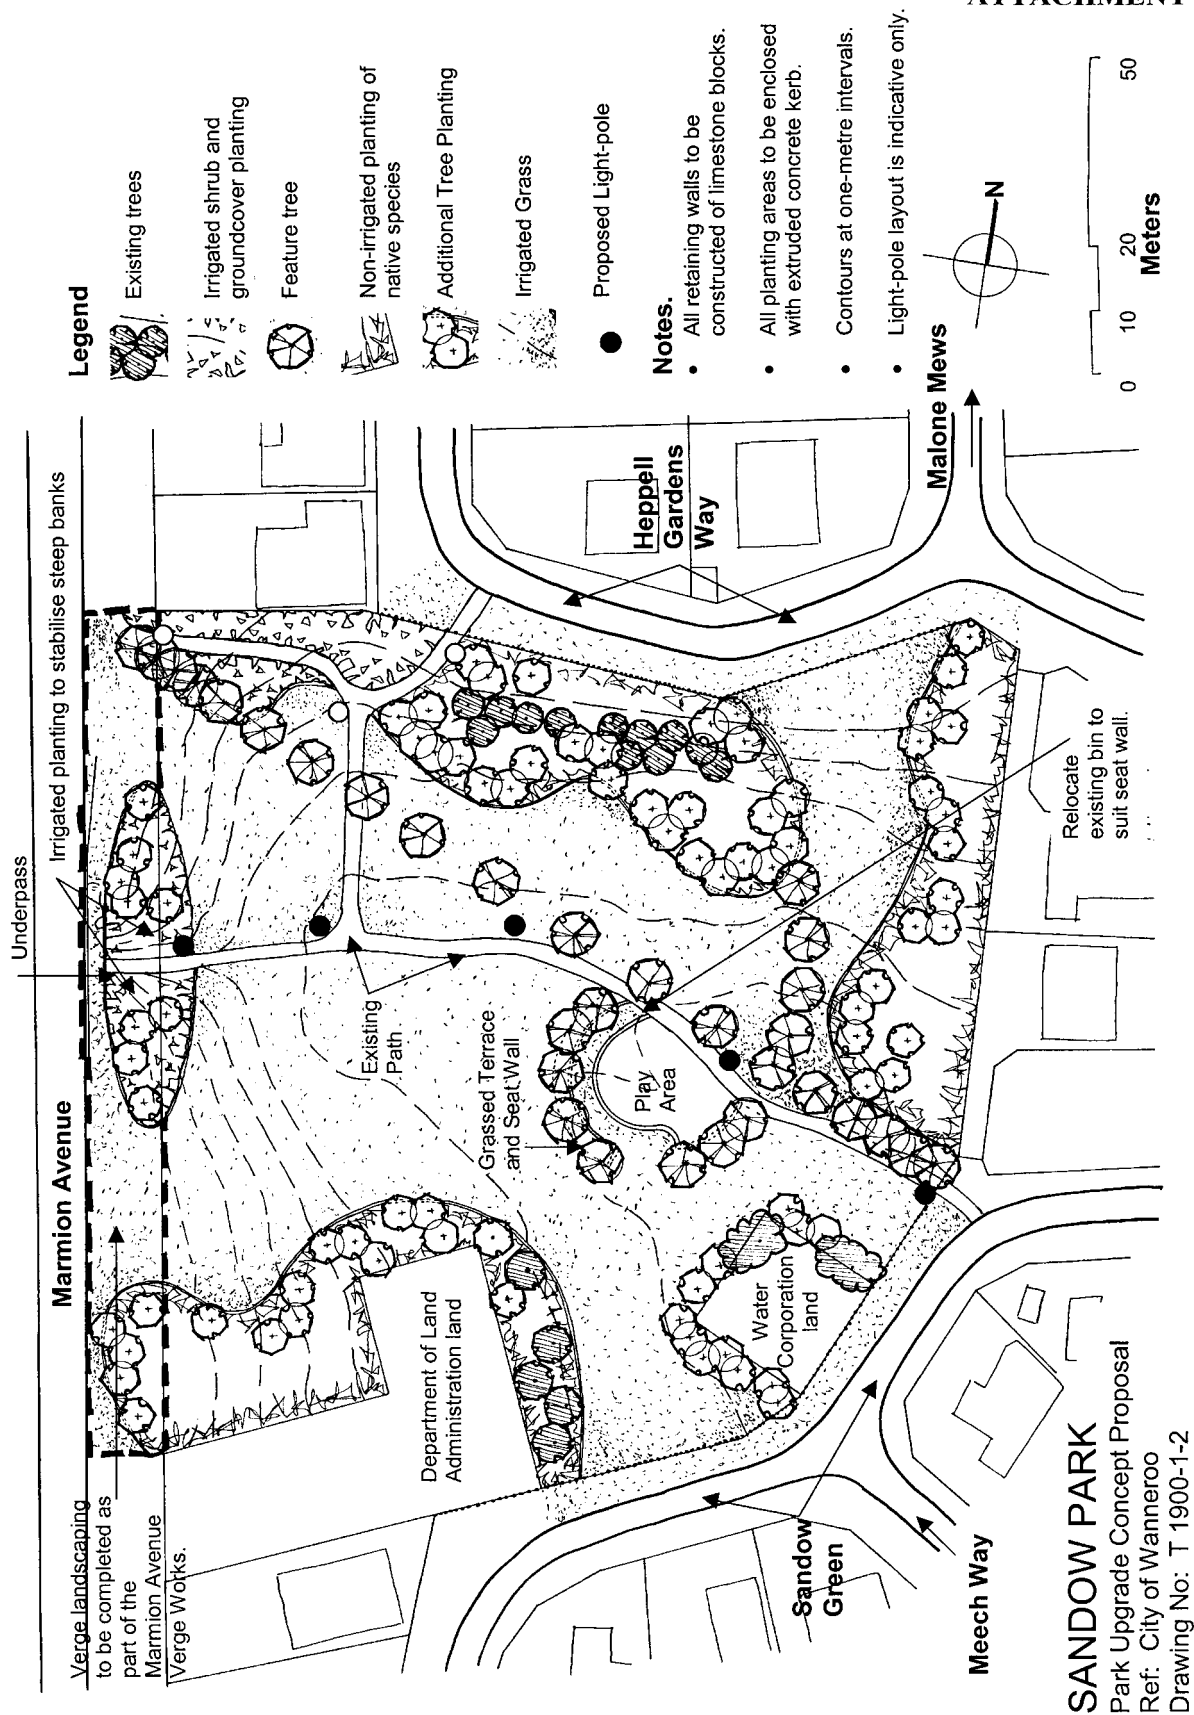 ATTACHMENT
Underpass
Irrigated planting to stabilise steep banks
Marmion Avenue
Verge landscaping
to be completed as
part of the
Marmion Avenue
Verge Works.
Existing
Path
Grassed Terrace
and Seat Wall
Play
Area
Department of Land
Administration land
Water
Corporation
land
Heppell
Gardens
Way
Malone Mews
Relocate
existing bin to
suit seat wall.
Sandow
Green
Meech Way
Legend
Existing trees
Irrigated shrub and
groundcover planting
Feature tree
Non-irrigated planting of
native species
Additional Tree Planting
Irrigated Grass
Proposed Light-pole
Notes.
• All retaining walls to be
constructed of limestone blocks.
• All planting areas to be enclosed
with extruded concrete kerb.
• Contours at one-metre intervals.
• Light-pole layout is indicative only.
N
0 10 20 50
Meters
SANDOW PARK
Park Upgrade Concept Proposal
Ref: City of Wanneroo
Drawing No: T 1900-1-2